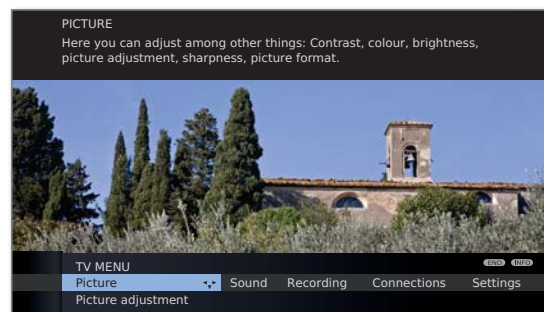 PICTURE
Here you can adjust among other things: Contrast, colour, brightness,
picture adjustment, sharpness, picture format.
TV MENU END INFO
Picture Sound Recording Connections Settings
Picture adjustment